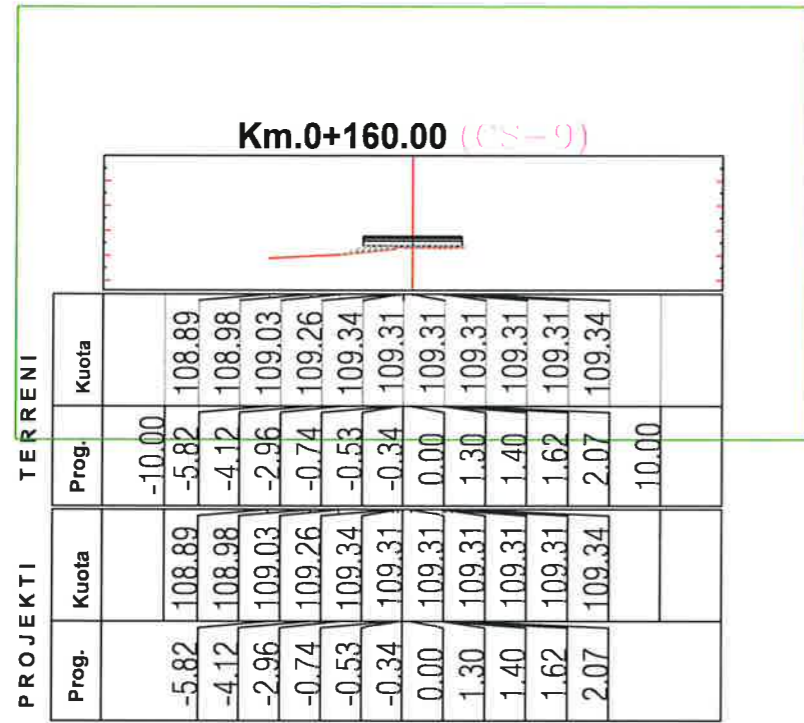 Km.0+160.00 (CS-9)
TERRENI
Kuota 108.89 108.98 109.03 109.26 109.34 109.31 109.31 109.31 109.31 109.31 109.34
Prog. -10.00 -5.82 -4.12 -2.96 -0.74 -0.53 -0.34 0.00 1.30 1.40 1.62 2.07 10.00
PROJEKTI
Kuota 108.89 108.98 109.03 109.26 109.34 109.31 109.31 109.31 109.31 109.31 109.34
Prog. -5.82 -4.12 -2.96 -0.74 -0.53 -0.34 0.00 1.30 1.40 1.62 2.07